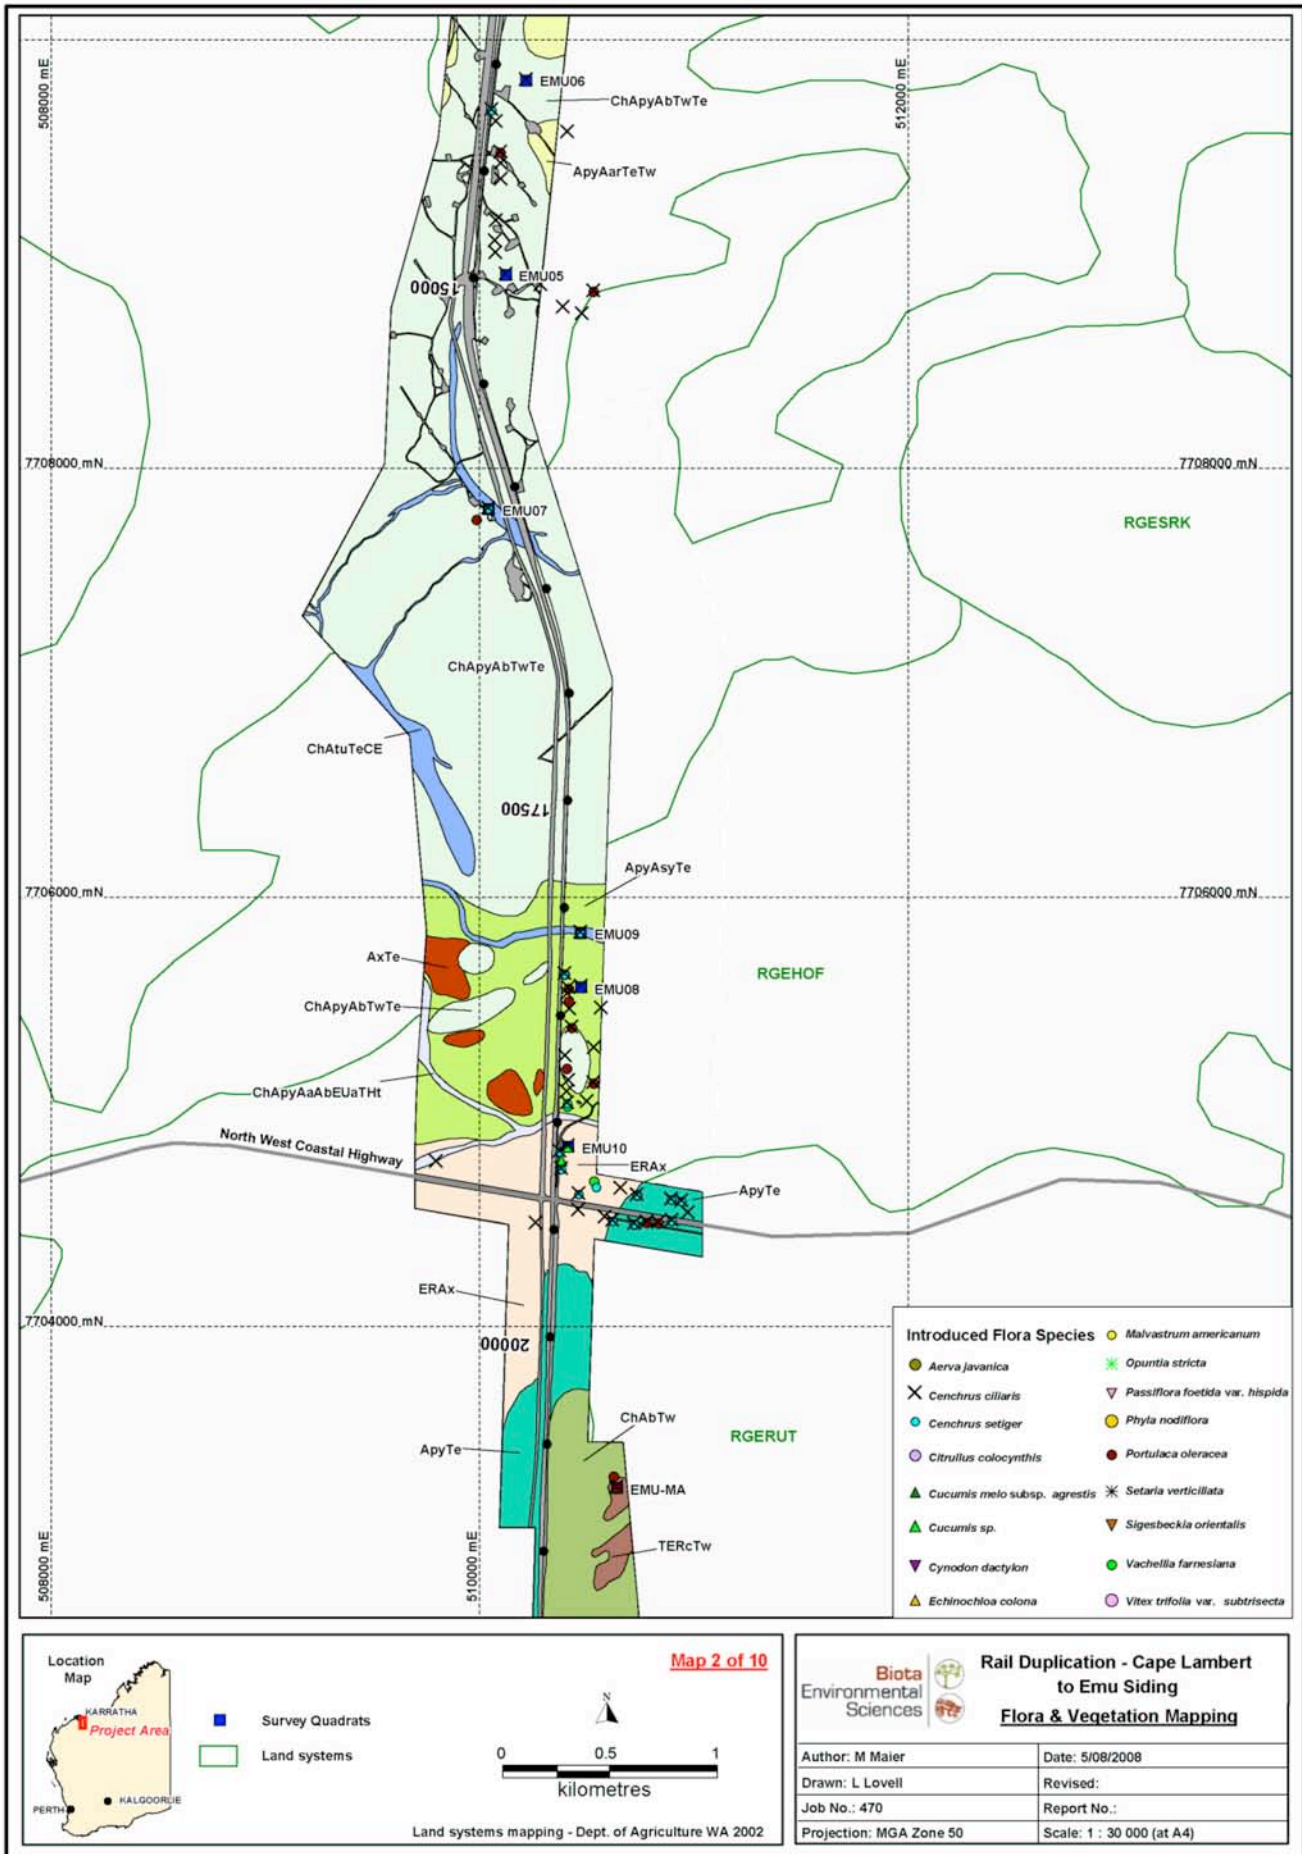 508000 mE
512000 mE
EMU06
ChApyAbTwTe
ApyAarTeTw
EMU05
15000
7708000 mN
7708000 mN
EMU07
RGESRK
ChApyAbTwTe
ChAtuTeCE
17500
ApyAsyTe
7706000 mN
7706000 mN
EMU09
AxTe
RGEHOF
EMU08
ChApyAbTwTe
ChApyAaAbEUaTHt
North West Coastal Highway
EMU10
ERAx
ApyTe
ERAx
7704000 mN
20000
ChAbTw
ApyTe
RGERUT
EMU-MA
TERcTw
508000 mE
510000 mE
Introduced Flora Species
Aerva javanica
Cenchrus ciliaris
Cenchrus setiger
Citrullus colocynthis
Cucumis melo subsp. agrestis
Cucumis sp.
Cynodon dactylon
Echinochloa colona
Malvastrum americanum
Opuntia stricta
Passiflora foetida var. hispida
Phyla nodiflora
Portulaca oleracea
Setaria verticillata
Sigesbeckia orientalis
Vachellia farnesiana
Vitex trifolia var. subtrisecta
Location
Map
KARRATHA
Project Area
PERTH
KALGOORLIE
Survey Quadrats
Land systems
Map 2 of 10
N
0 0.5 1
kilometres
Land systems mapping - Dept. of Agriculture WA 2002
Biota
Environmental
Sciences
Rail Duplication - Cape Lambert
to Emu Siding
Flora & Vegetation Mapping
Author: M Maier
Date: 5/08/2008
Drawn: L Lovell
Revised:
Job No.: 470
Report No.:
Projection: MGA Zone 50
Scale: 1 : 30 000 (at A4)